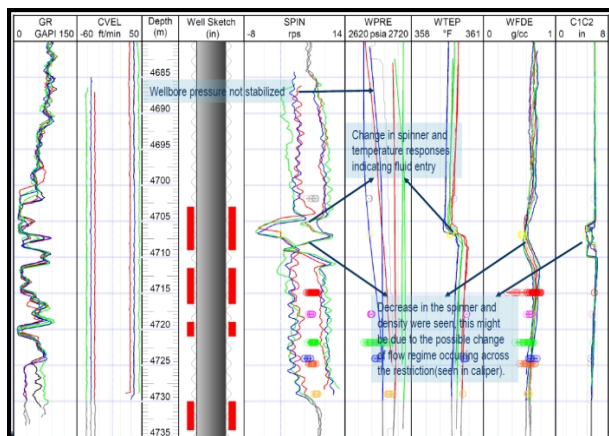 GR CVEL Depth Well Sketch SPIN WPRE WTEP WFDE C1C2
0 GAPI 150 -60 ft/min 50 (m) (in) -8 rps 14 2620 psia 2720 358 °F 361 0 g/cc 1 0 in 8
4685
Wellbore pressure not stabilized
4690
4695
Change in spinner and
temperature responses
indicating fluid entry
4700
4705
4710
4715
Decrease in the spinner and
density were seen, this might
be due to the possible change
of flow regime occurring across
the restriction(seen in caliper).
4720
4725
4730
4735